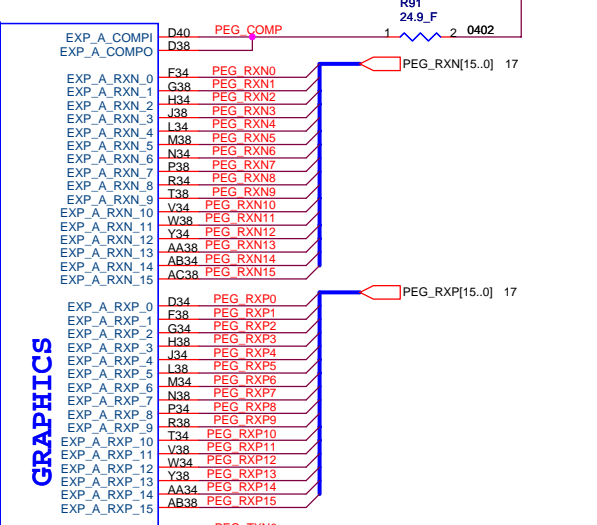 R91
24.9_F
EXP_A_COMPI D40 PEG_COMP 1 2 0402
EXP_A_COMPO D38
PEG_RXN[15..0] 17
EXP_A_RXN_0 F34 PEG_RXN0
EXP_A_RXN_1 G38 PEG_RXN1
EXP_A_RXN_2 H34 PEG_RXN2
EXP_A_RXN_3 J38 PEG_RXN3
EXP_A_RXN_4 L34 PEG_RXN4
EXP_A_RXN_5 M38 PEG_RXN5
EXP_A_RXN_6 N34 PEG_RXN6
EXP_A_RXN_7 P38 PEG_RXN7
EXP_A_RXN_8 R34 PEG_RXN8
EXP_A_RXN_9 T38 PEG_RXN9
EXP_A_RXN_10 V34 PEG_RXN10
EXP_A_RXN_11 W38 PEG_RXN11
EXP_A_RXN_12 Y34 PEG_RXN12
EXP_A_RXN_13 AA38 PEG_RXN13
EXP_A_RXN_14 AB34 PEG_RXN14
EXP_A_RXN_15 AC38 PEG_RXN15
PEG_RXP[15..0] 17
EXP_A_RXP_0 D34 PEG_RXP0
EXP_A_RXP_1 F38 PEG_RXP1
EXP_A_RXP_2 G34 PEG_RXP2
EXP_A_RXP_3 H38 PEG_RXP3
EXP_A_RXP_4 J34 PEG_RXP4
EXP_A_RXP_5 L38 PEG_RXP5
EXP_A_RXP_6 M34 PEG_RXP6
EXP_A_RXP_7 N38 PEG_RXP7
EXP_A_RXP_8 P34 PEG_RXP8
EXP_A_RXP_9 R38 PEG_RXP9
EXP_A_RXP_10 T34 PEG_RXP10
EXP_A_RXP_11 V38 PEG_RXP11
EXP_A_RXP_12 W34 PEG_RXP12
EXP_A_RXP_13 Y38 PEG_RXP13
EXP_A_RXP_14 AA34 PEG_RXP14
EXP_A_RXP_15 AB38 PEG_RXP15
GRAPHICS